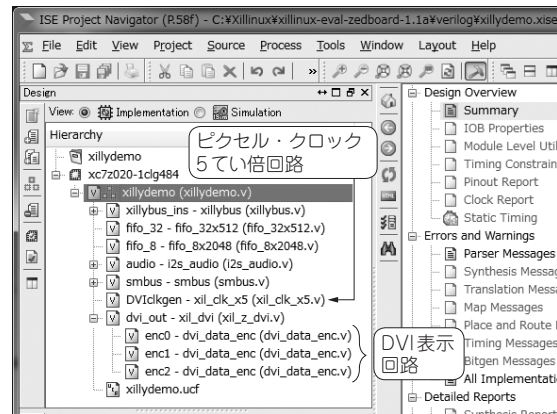 ISE Project Navigator (P.58f) - C:¥Xillinux¥xillinux-eval-zedboard-1.1a¥verilog¥xillydemo.xise
File Edit View Project Source Process Tools Window Layout Help
Design
View: Implementation Simulation
Hierarchy
ピクセル・クロック
5てい倍回路
xillydemo
xc7z020-1clg484
xillydemo (xillydemo.v)
xillybus_ins - xillybus (xillybus.v)
fifo_32 - fifo_32x512 (fifo_32x512.v)
fifo_8 - fifo_8x2048 (fifo_8x2048.v)
audio - i2s_audio (i2s_audio.v)
smbus - smbus (smbus.v)
DVIclkgen - xil_clk_x5 (xil_clk_x5.v)
dvi_out - xil_dvi (xil_z_dvi.v)
enc0 - dvi_data_enc (dvi_data_enc.v)
enc1 - dvi_data_enc (dvi_data_enc.v)
enc2 - dvi_data_enc (dvi_data_enc.v)
xillydemo.ucf
DVI表示
回路
Design Overview
Summary
IOB Properties
Module Level Util
Timing Constrain
Pinout Report
Clock Report
Static Timing
Errors and Warnings
Parser Messages
Synthesis Messag
Translation Messa
Map Messages
Place and Route
Timing Messages
Bitgen Messages
All Implementati
Detailed Reports